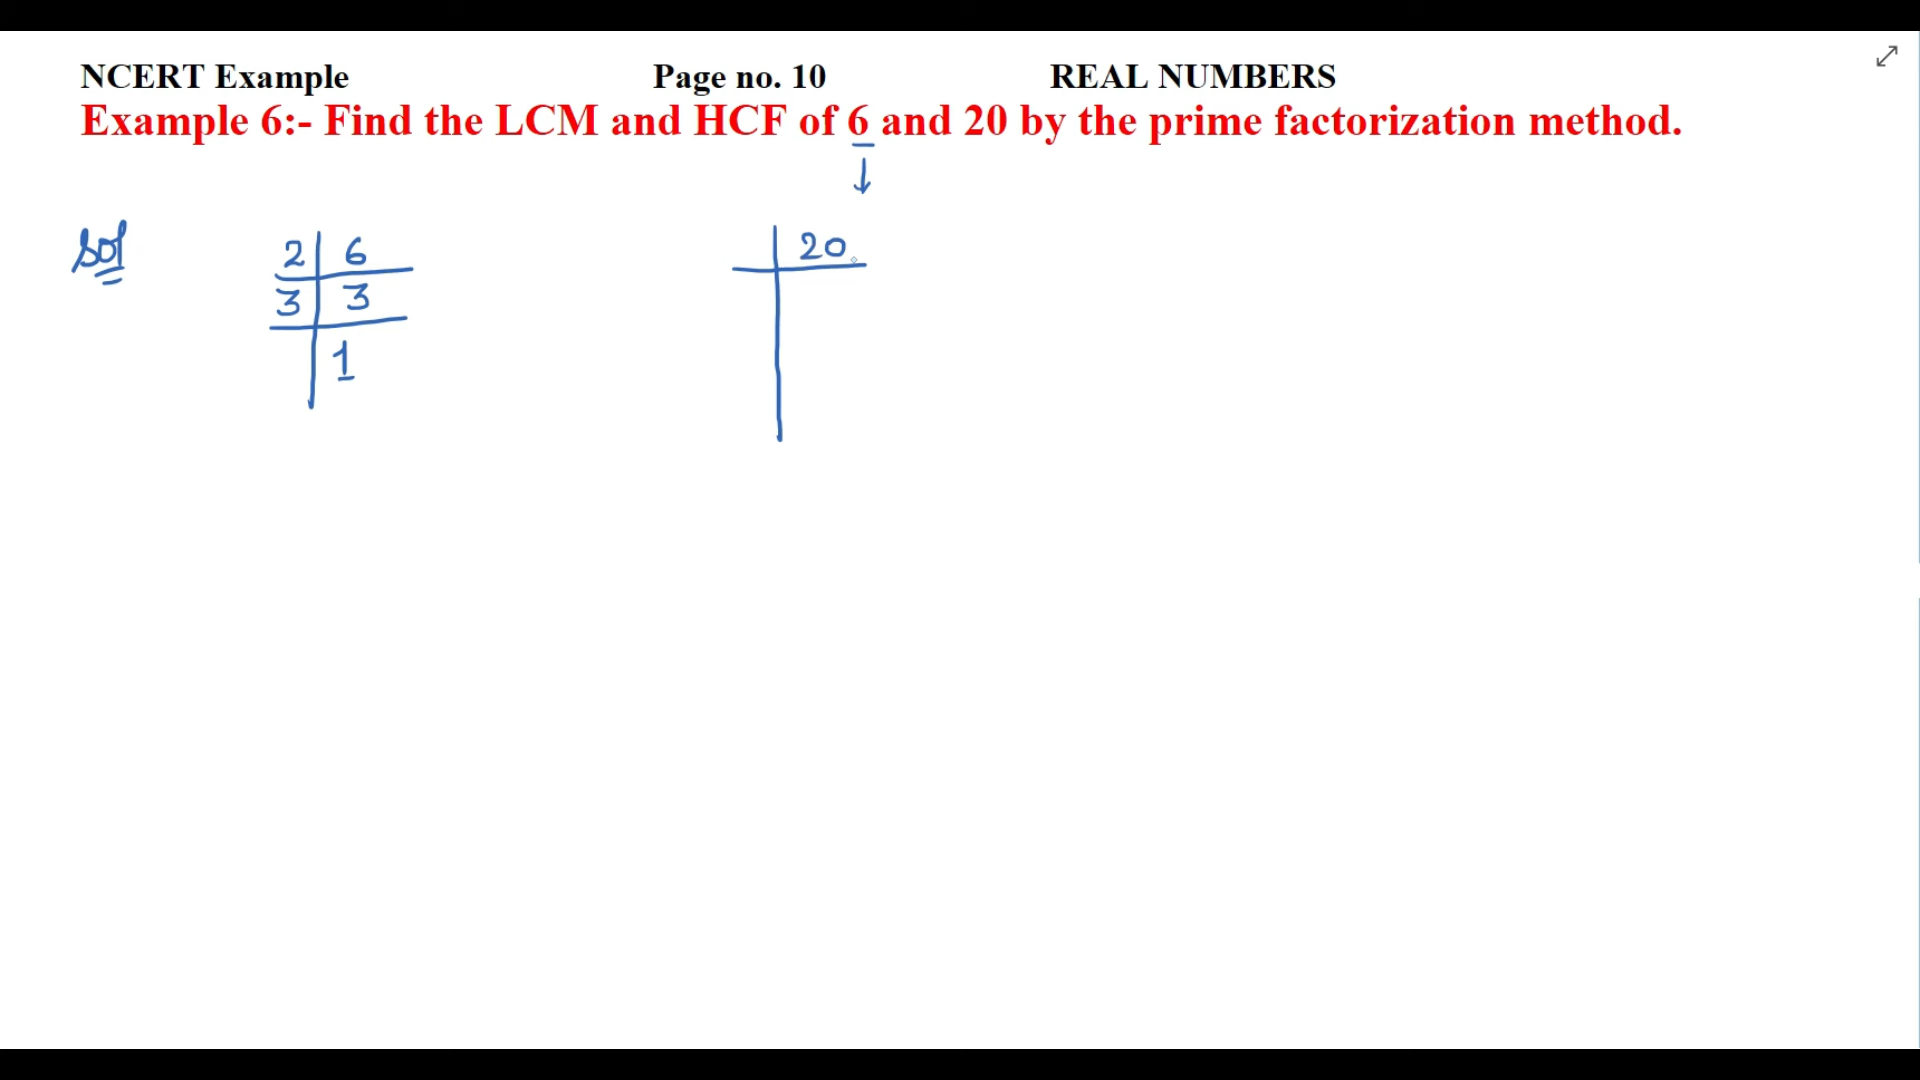 NCERT Example Page no. 10 REAL NUMBERS
Example 6:- Find the LCM and HCF of 6 and 20 by the prime factorization method.
Sol
2 6
3 3
1
20